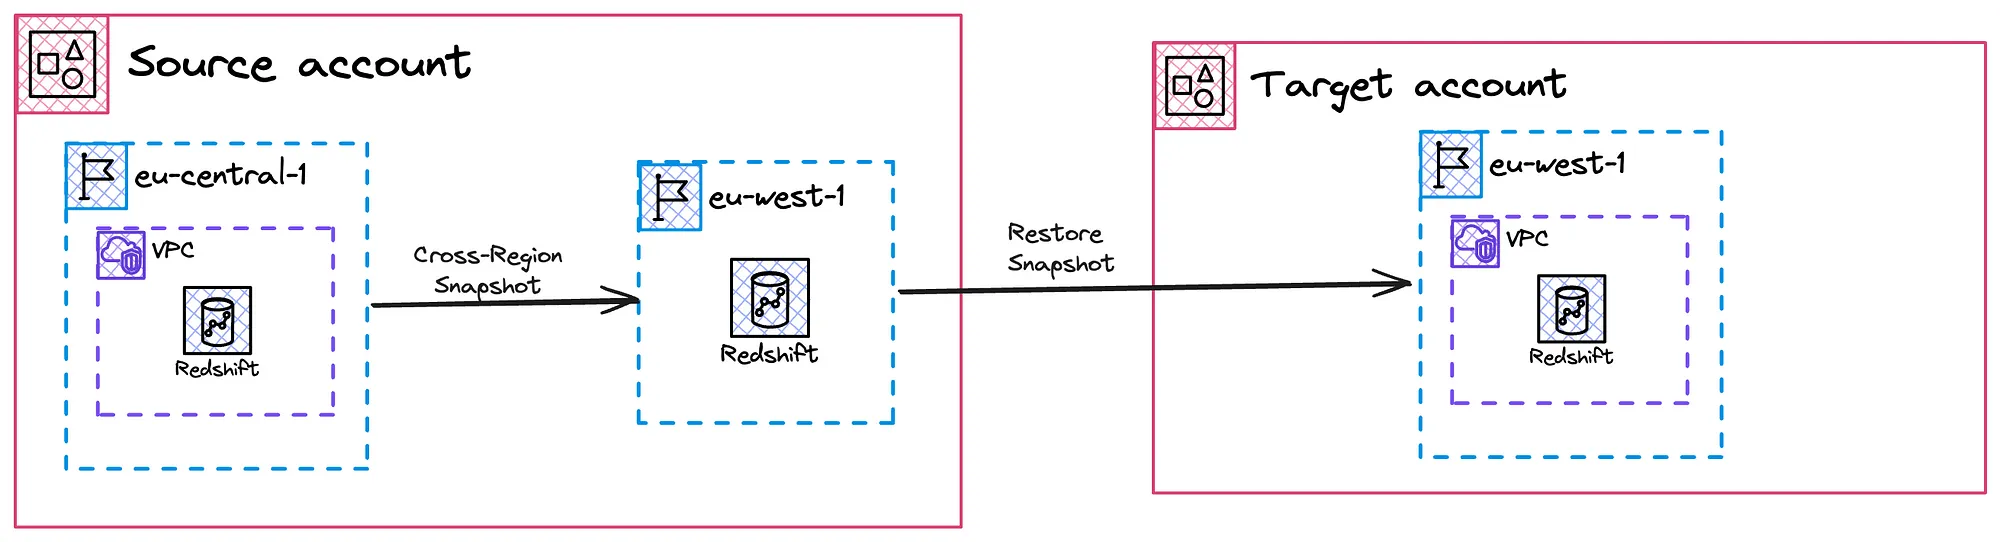 Source account
eu-central-1
VPC
Redshift
Cross-Region
Snapshot
eu-west-1
Redshift
Restore
Snapshot
Target account
eu-west-1
VPC
Redshift